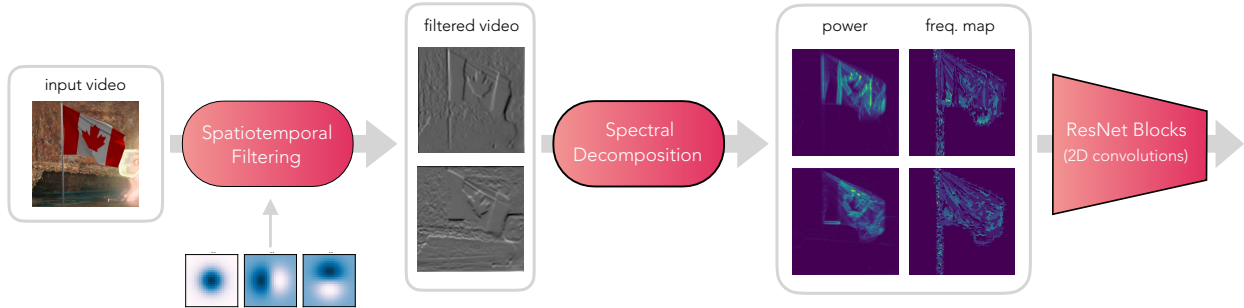 input video
Spatiotemporal
Filtering
filtered video
Spectral
Decomposition
power
freq. map
ResNet Blocks
(2D convolutions)